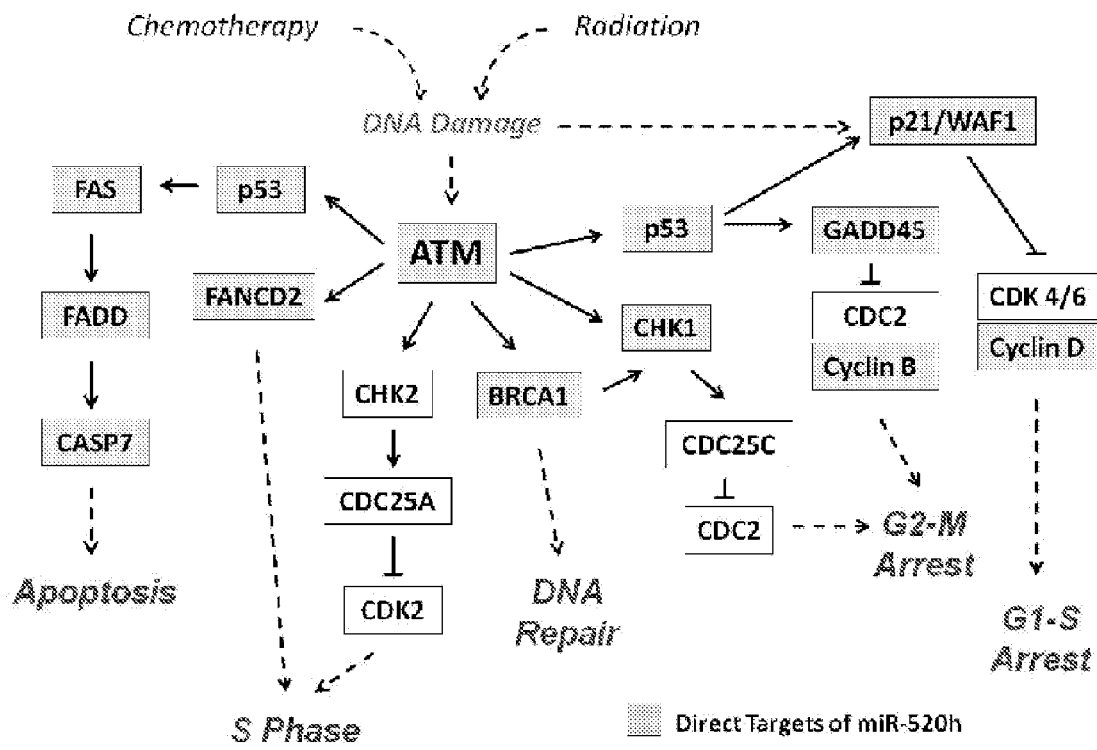 Chemotherapy
Radiation
DNA Damage
p21/WAF1
FAS
p53
ATM
p53
GADD45
FANCD2
FADD
CHK1
CDC2
CDK 4/6
Cyclin B
Cyclin D
CHK2
BRCA1
CASP7
CDC25C
CDC25A
CDC2
G2-M
Arrest
Apoptosis
CDK2
DNA
Repair
G1-S
Arrest
S Phase
Direct Targets of miR-520h